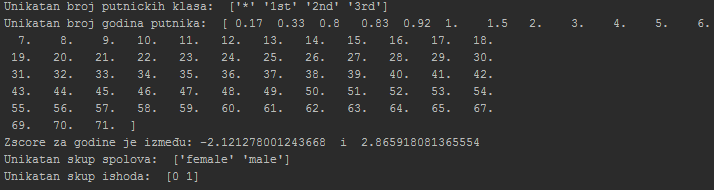 Unikatan broj putnickih klasa:  ['*' '1st' '2nd' '3rd']
Unikatan broj godina putnika:  [ 0.17  0.33  0.8   0.83  0.92  1.    1.5   2.    3.    4.    5.    6.
  7.    8.    9.   10.   11.   12.   13.   14.   15.   16.   17.   18.
 19.   20.   21.   22.   23.   24.   25.   26.   27.   28.   29.   30.
 31.   32.   33.   34.   35.   36.   37.   38.   39.   40.   41.   42.
 43.   44.   45.   46.   47.   48.   49.   50.   51.   52.   53.   54.
 55.   56.   57.   58.   59.   60.   61.   62.   63.   64.   65.   67.
 69.   70.   71.  ]
Zscore za godine je između: -2.121278001243668  i  2.865918081365554
Unikatan skup spolova:  ['female' 'male']
Unikatan skup ishoda:  [0 1]